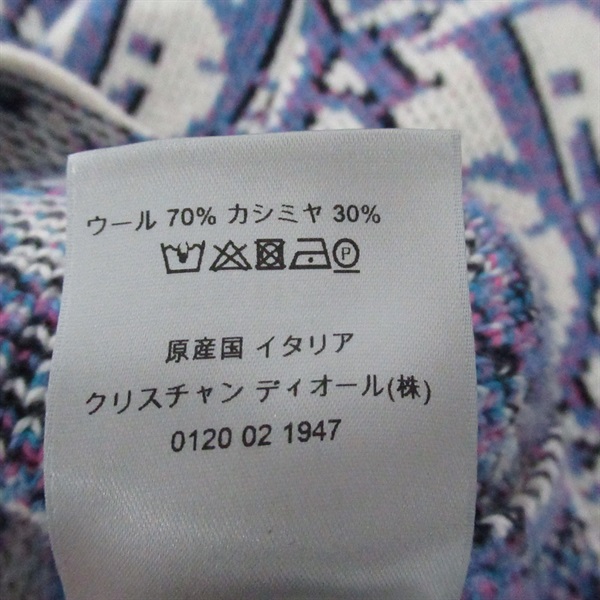 ウール 70% カシミヤ 30%
P
原産国 イタリア
クリスチャン ディオール(株)
0120 02 1947